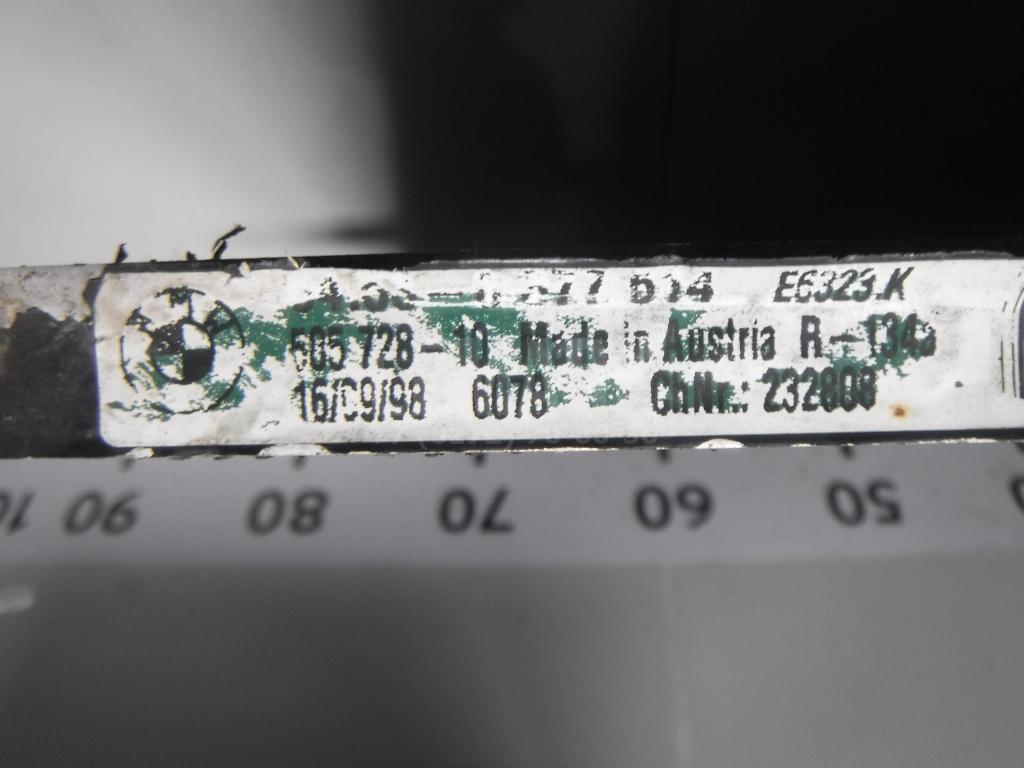 BMW
E6323.K
505 728-10 Made in Austria R-134a
16/09/98 6078 ChNr.: 232808
90 80 70 60 50